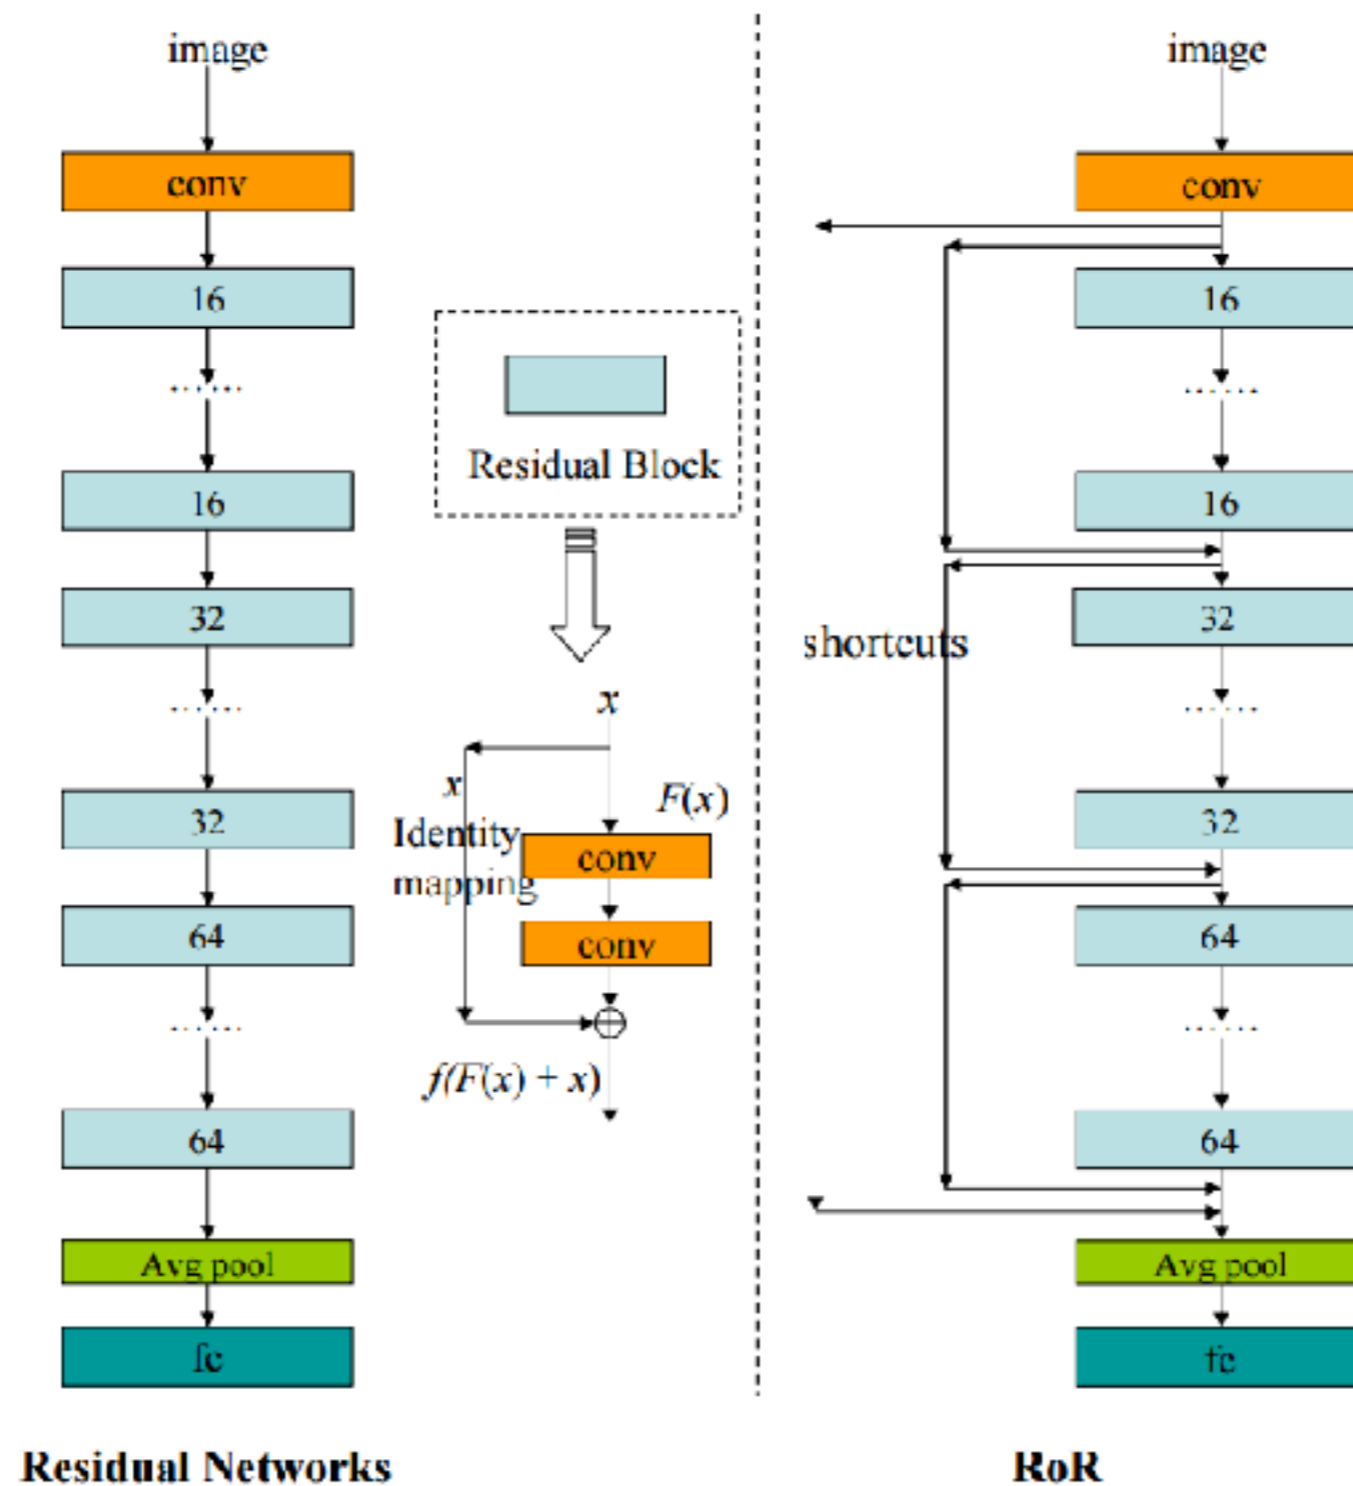 image
conv
16
......
16
32
......
32
64
......
64
Avg pool
fc
Residual Networks
Residual Block
x
x
F(x)
Identity
mapping
conv
conv
f(F(x) + x)
image
conv
16
......
16
shortcuts
32
......
32
64
......
64
Avg pool
fc
RoR